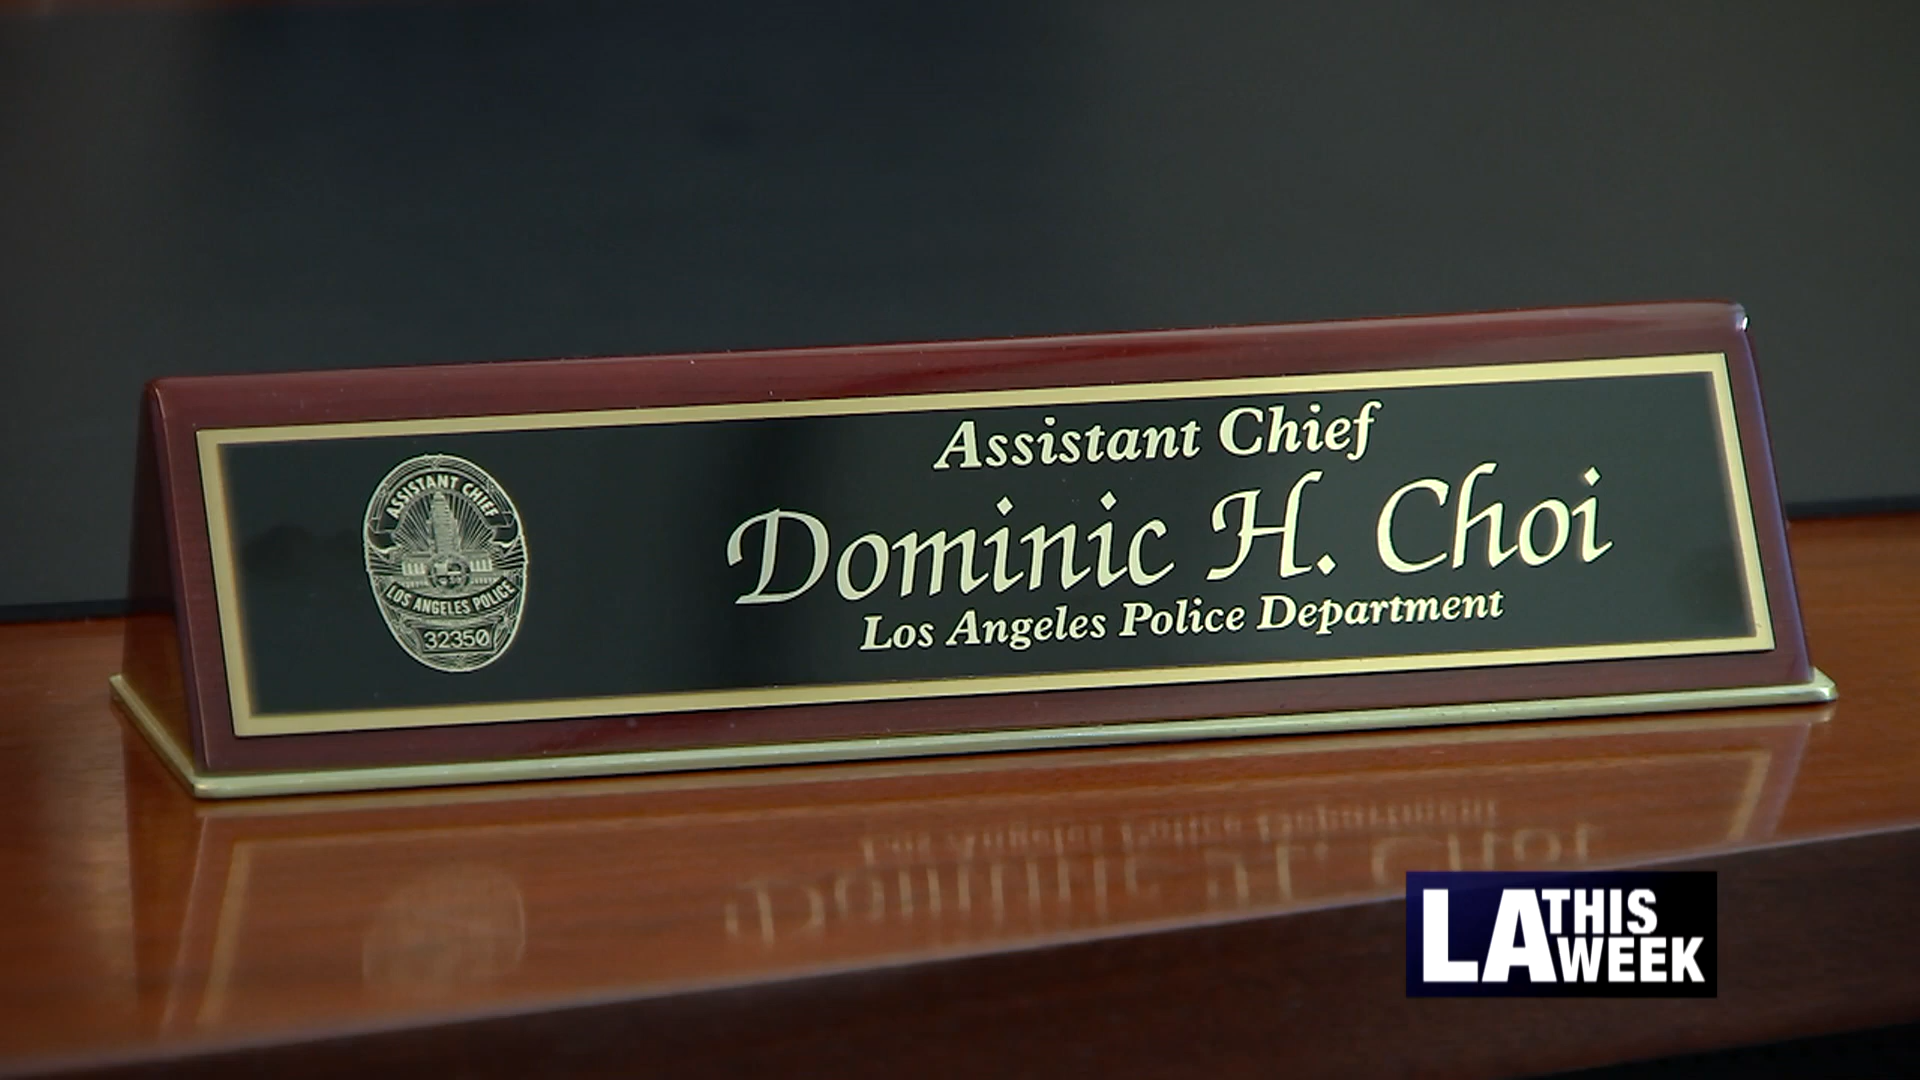 ASSISTANT CHIEF
LOS ANGELES POLICE
32350
Assistant Chief
Dominic H. Choi
Los Angeles Police Department
LA THIS
WEEK